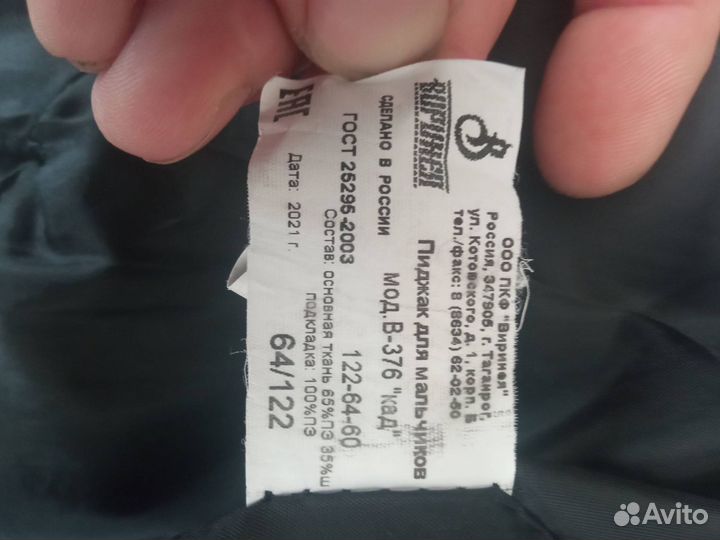 ВИРИНЕЯ
ООО ПКФ "Виринея"
Россия, 347905, г. Таганрог,
ул. Котовского, д. 1, корп. Б
тел./факс: 8 (8634) 62-02-50
Пиджак для мальчиков
мод. В-376 "кад"
СДЕЛАНО В РОССИИ
ГОСТ 25295-2003
122-64-60
Состав: основная ткань 65%ПЭ 35%Ш
подкладка: 100%ПЭ
ЕАС
Дата: 2021 г.
64/122
Avito